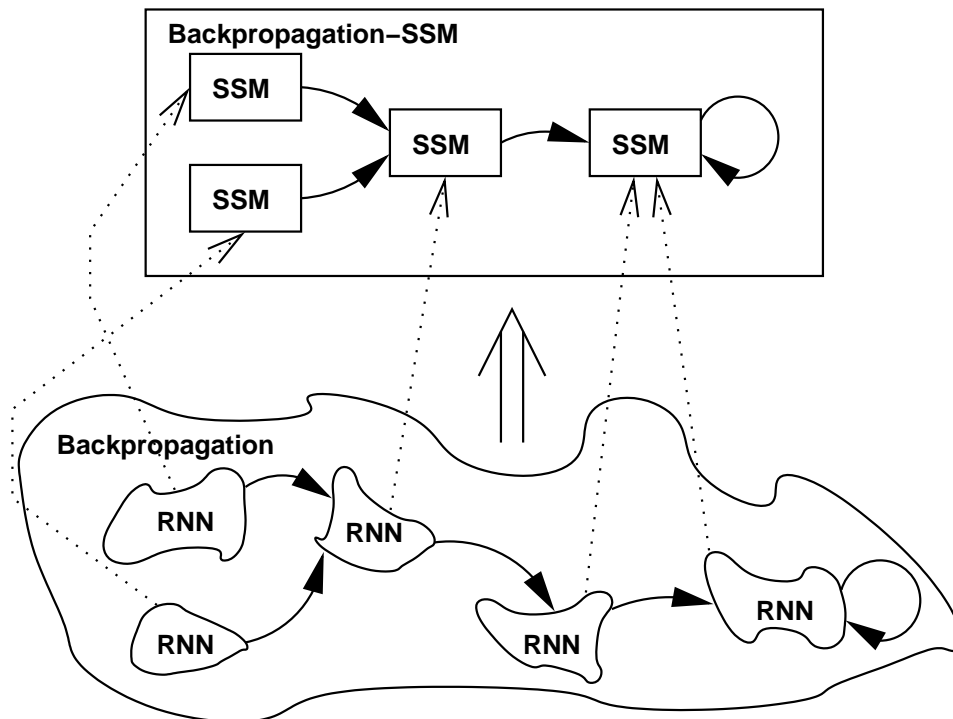 Backpropagation–SSM
SSM
SSM
SSM
SSM
Backpropagation
RNN
RNN
RNN
RNN
RNN